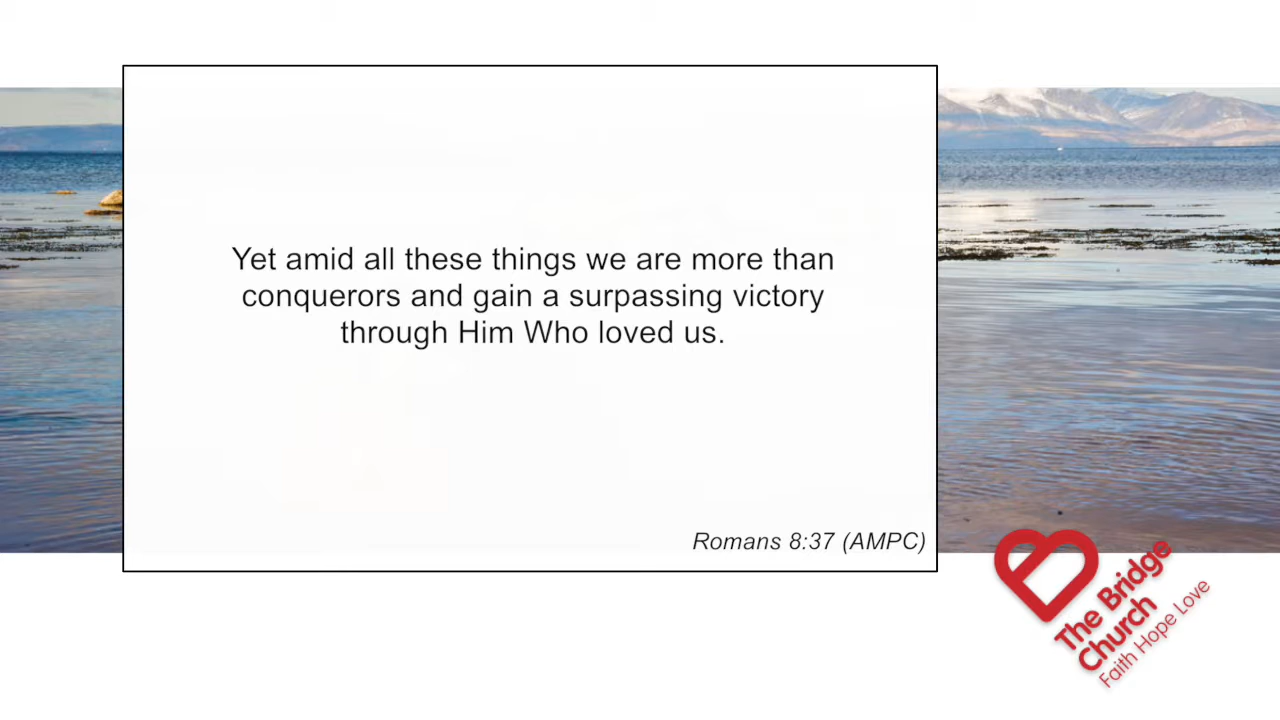 Yet amid all these things we are more than
conquerors and gain a surpassing victory
through Him Who loved us.
Romans 8:37 (AMPC)
The Bridge
Church
Faith Hope Love